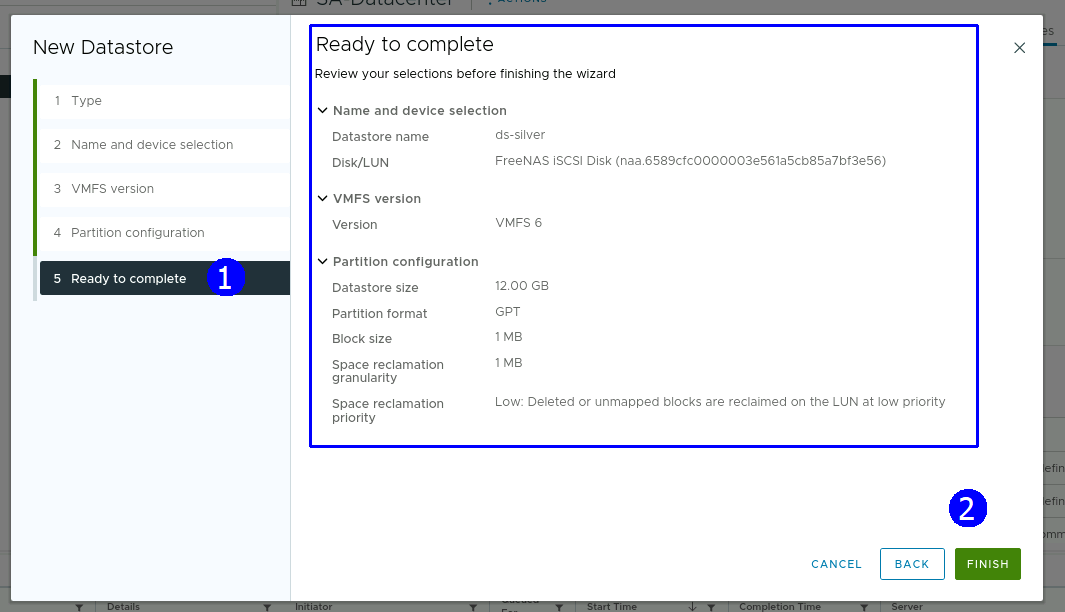 SA-Datacenter
ACTIONS
New Datastore
1 Type
2 Name and device selection
3 VMFS version
4 Partition configuration
5 Ready to complete
1
Ready to complete
Review your selections before finishing the wizard
Name and device selection
Datastore name ds-silver
Disk/LUN FreeNAS iSCSI Disk (naa.6589cfc0000003e561a5cb85a7bf3e56)
VMFS version
Version VMFS 6
Partition configuration
Datastore size 12.00 GB
Partition format GPT
Block size 1 MB
Space reclamation granularity 1 MB
Space reclamation priority Low: Deleted or unmapped blocks are reclaimed on the LUN at low priority
2
CANCEL BACK FINISH
Details Initiator Queued For Start Time Completion Time Server